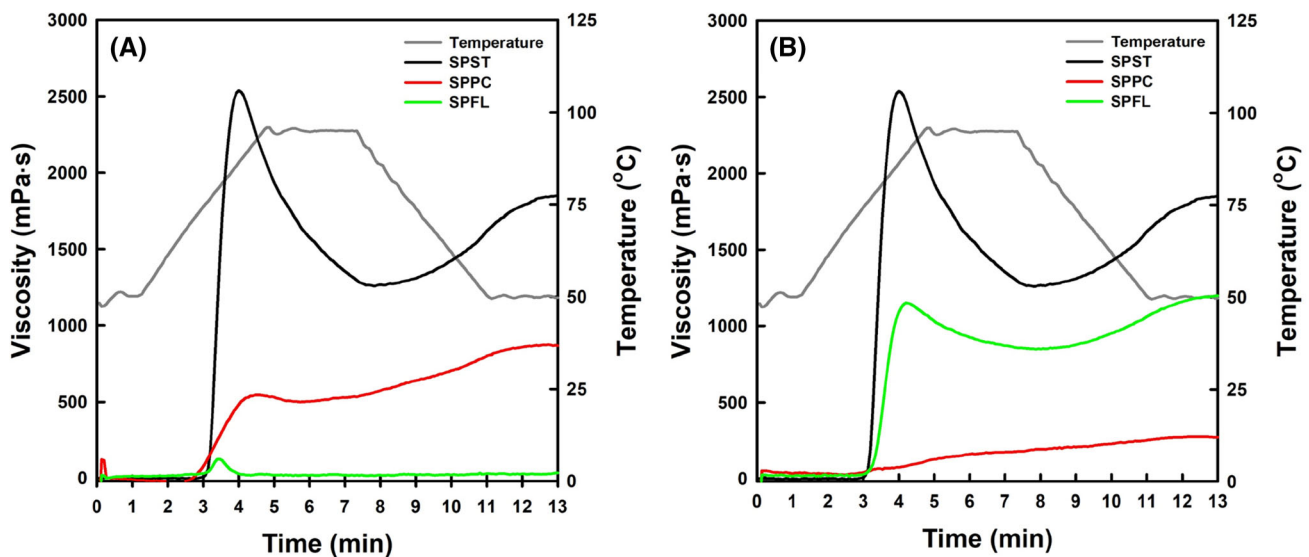 (A)
Temperature
SPST
SPPC
SPFL
3000
2500
2000
1500
1000
500
0
Viscosity (mPa·s)
125
100
75
50
25
0
Temperature (°C)
0 1 2 3 4 5 6 7 8 9 10 11 12 13
Time (min)
(B)
Temperature
SPST
SPPC
SPFL
3000
2500
2000
1500
1000
500
0
Viscosity (mPa·s)
125
100
75
50
25
0
Temperature (°C)
0 1 2 3 4 5 6 7 8 9 10 11 12 13
Time (min)